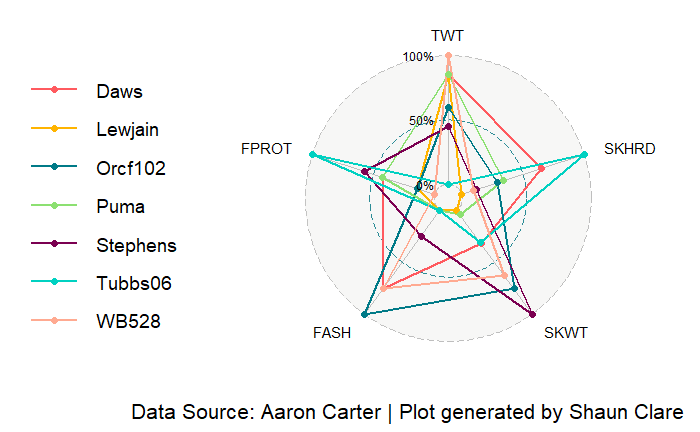 TWT
100%
Daws
Lewjain
50%
FPROT
SKHRD
Orcf102
0%
Puma
Stephens
Tubbs06
WB528
FASH
SKWT
Data Source: Aaron Carter | Plot generated by Shaun Clare